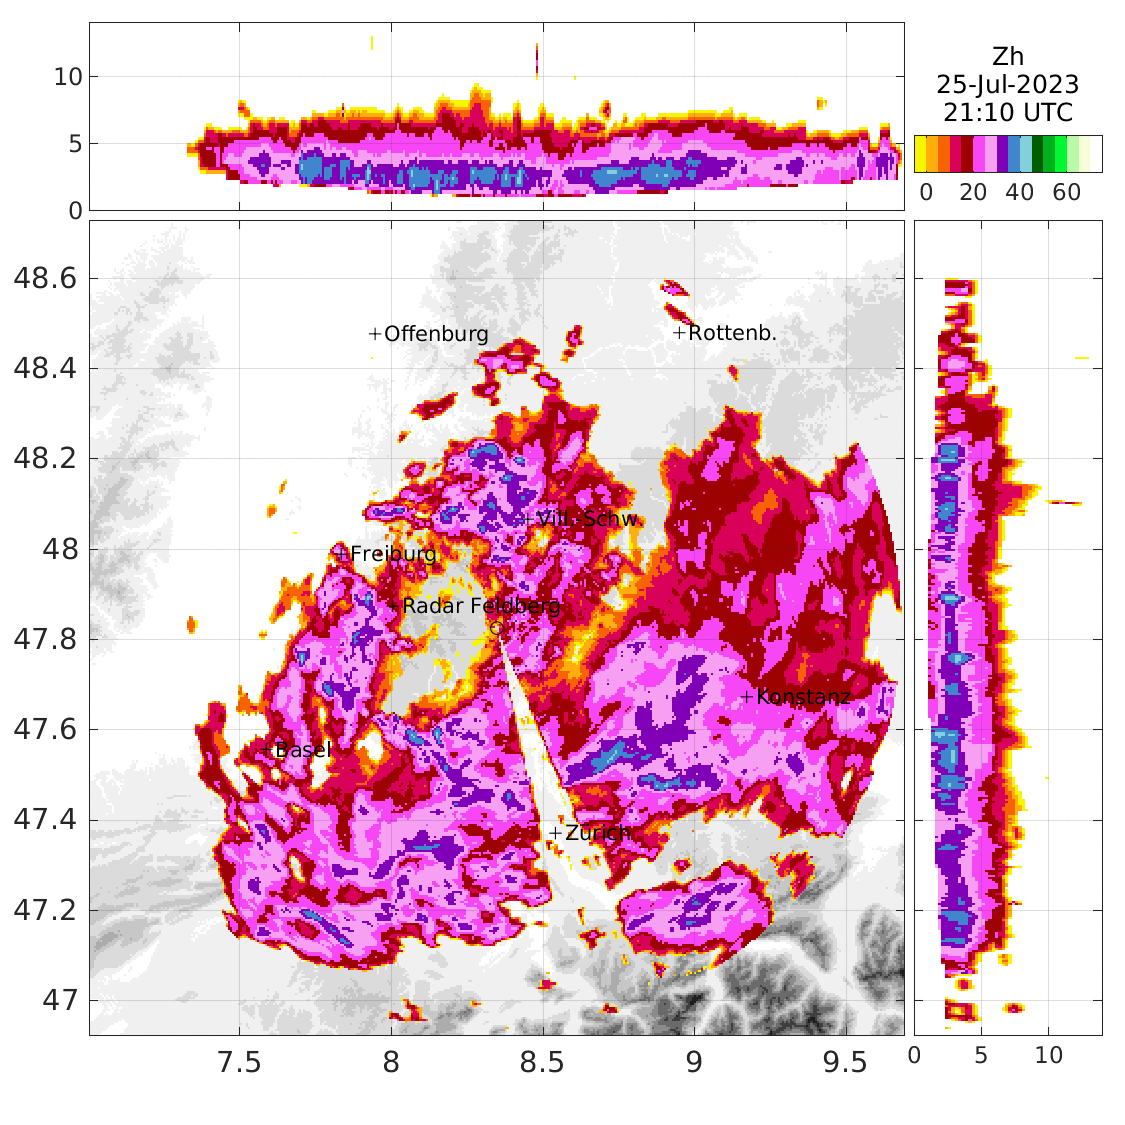 10
5
0
Zh
25-Jul-2023
21:10 UTC
0 20 40 60
48.6
48.4
48.2
48
47.8
47.6
47.4
47.2
47
+Offenburg
+Rottenb.
+Vill.-Schw.
+Freiburg
+Radar Feldberg
+Konstanz
+Basel
+Zürich
7.5 8 8.5 9 9.5
0 5 10